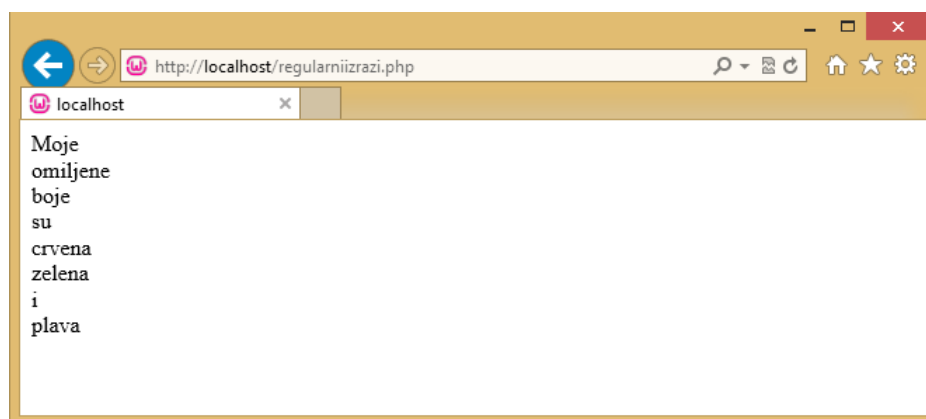 http://localhost/regularniizrazi.php
localhost
Moje
omiljene
boje
su
crvena
zelena
i
plava